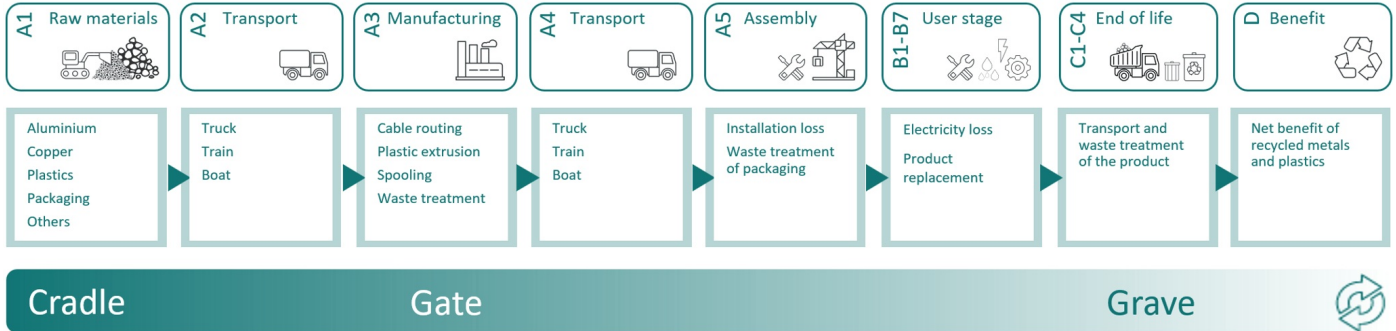 A1 Raw materials
A2 Transport
A3 Manufacturing
A4 Transport
A5 Assembly
B1-B7 User stage
C1-C4 End of life
D Benefit
Aluminium
Copper
Plastics
Packaging
Others
Truck
Train
Boat
Cable routing
Plastic extrusion
Spooling
Waste treatment
Truck
Train
Boat
Installation loss
Waste treatment
of packaging
Electricity loss
Product
replacement
Transport and
waste treatment
of the product
Net benefit of
recycled metals
and plastics
Cradle
Gate
Grave